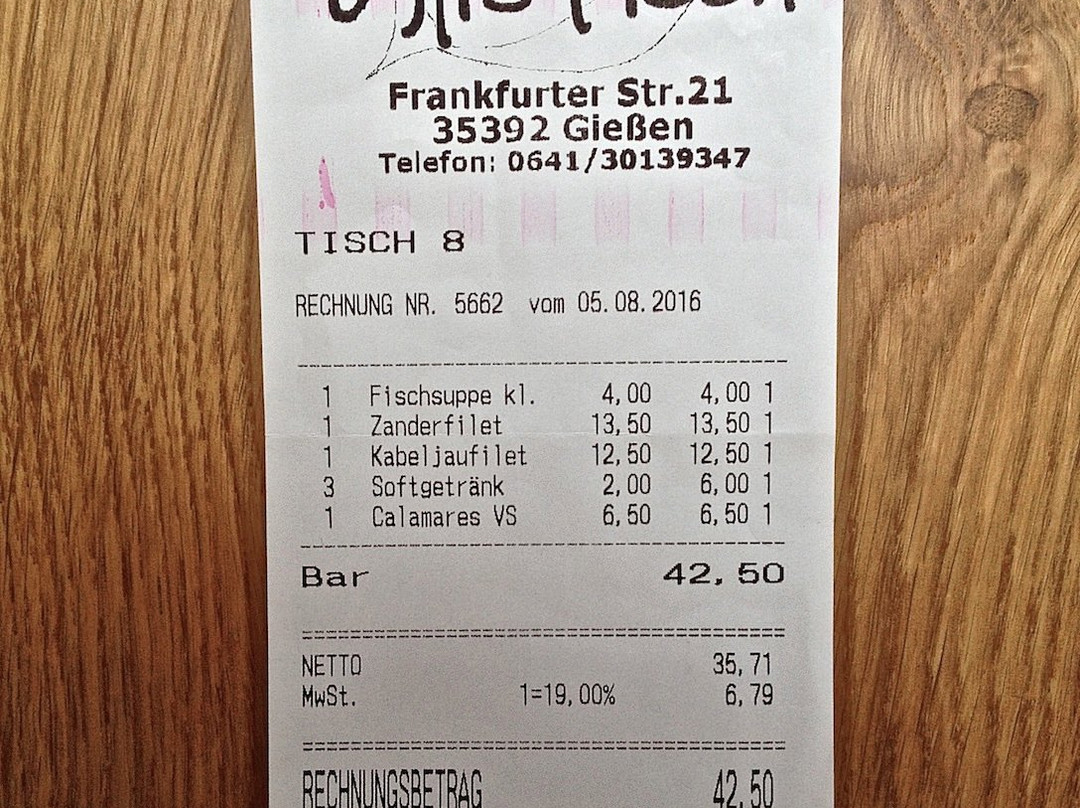 Frankfurter Str.21
35392 Gießen
Telefon: 0641/30139347
TISCH 8
RECHNUNG NR. 5662 vom 05.08.2016
1 Fischsuppe kl. 4,00 4,00 1
1 Zanderfilet 13,50 13,50 1
1 Kabeljaufilet 12,50 12,50 1
3 Softgetränk 2,00 6,00 1
1 Calamares VS 6,50 6,50 1
Bar 42,50
NETTO 35,71
MwSt. 1=19,00% 6,79
RECHNUNGSBETRAG 42,50